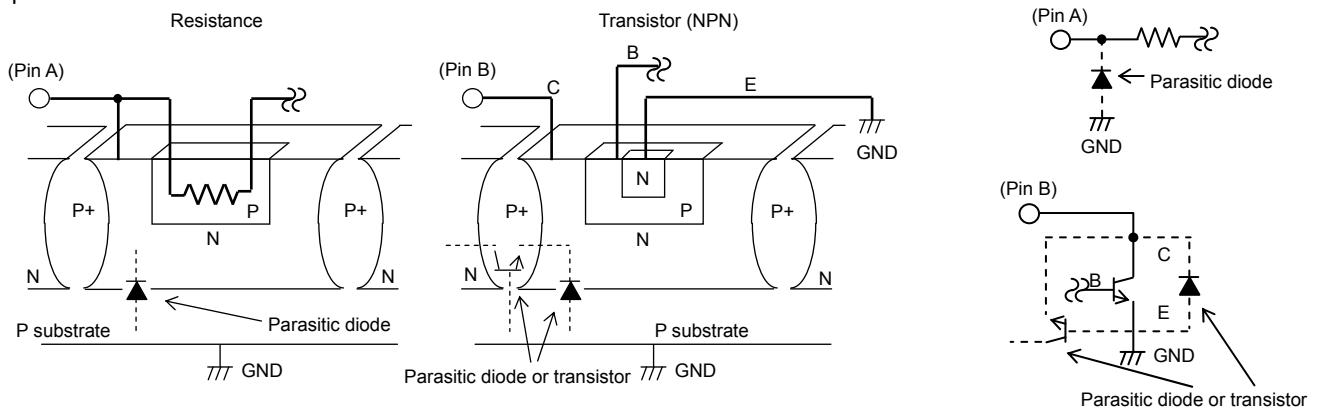 Resistance
(Pin A)
P+
P
P+
N
N
N
Parasitic diode
P substrate
GND
Transistor (NPN)
B
(Pin B)
C
E
GND
N
P+
P
P+
N
N
N
P substrate
Parasitic diode or transistor
GND
(Pin A)
Parasitic diode
GND
(Pin B)
C
B
E
GND
Parasitic diode or transistor